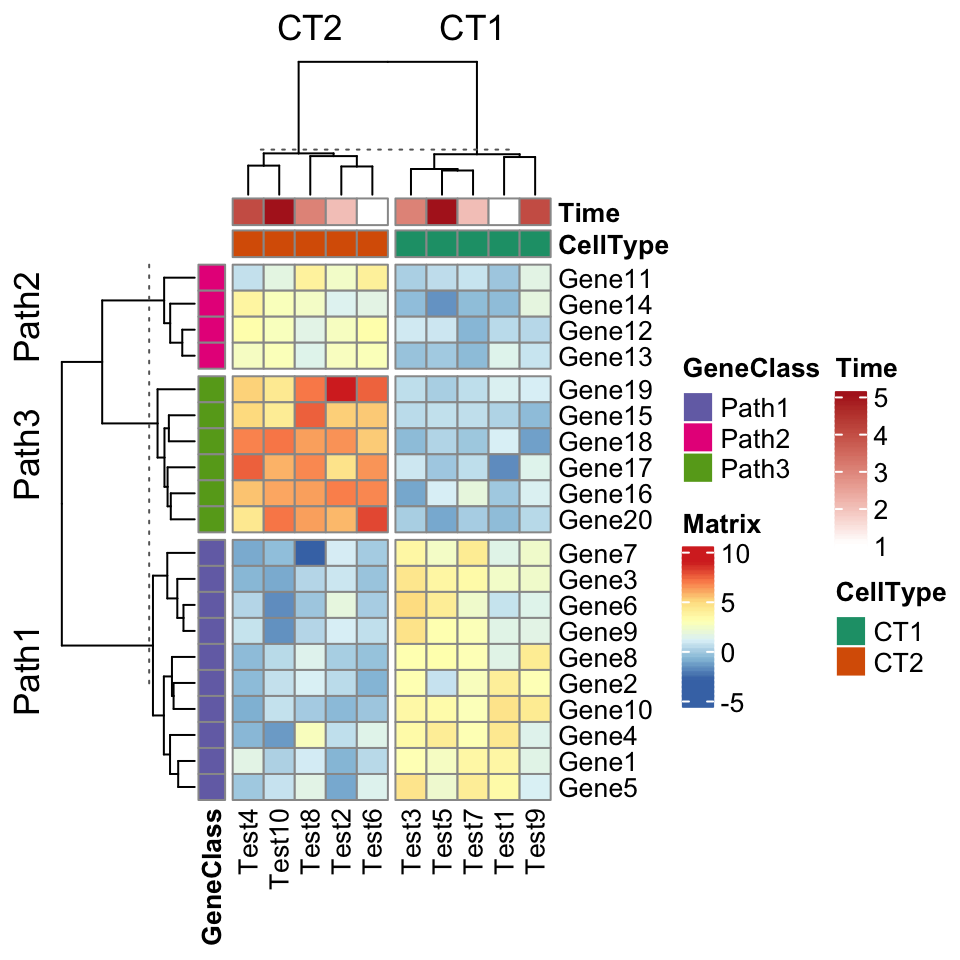 CT2 CT1
Time
CellType
Path2
Gene11
Gene14
Gene12
Gene13
Path3
Gene19
Gene15
Gene18
Gene17
Gene16
Gene20
Path1
Gene7
Gene3
Gene6
Gene9
Gene8
Gene2
Gene10
Gene4
Gene1
Gene5
GeneClass
Test4
Test10
Test8
Test2
Test6
Test3
Test5
Test7
Test1
Test9
GeneClass
Path1
Path2
Path3
Matrix
10
5
0
-5
Time
5
4
3
2
1
CellType
CT1
CT2